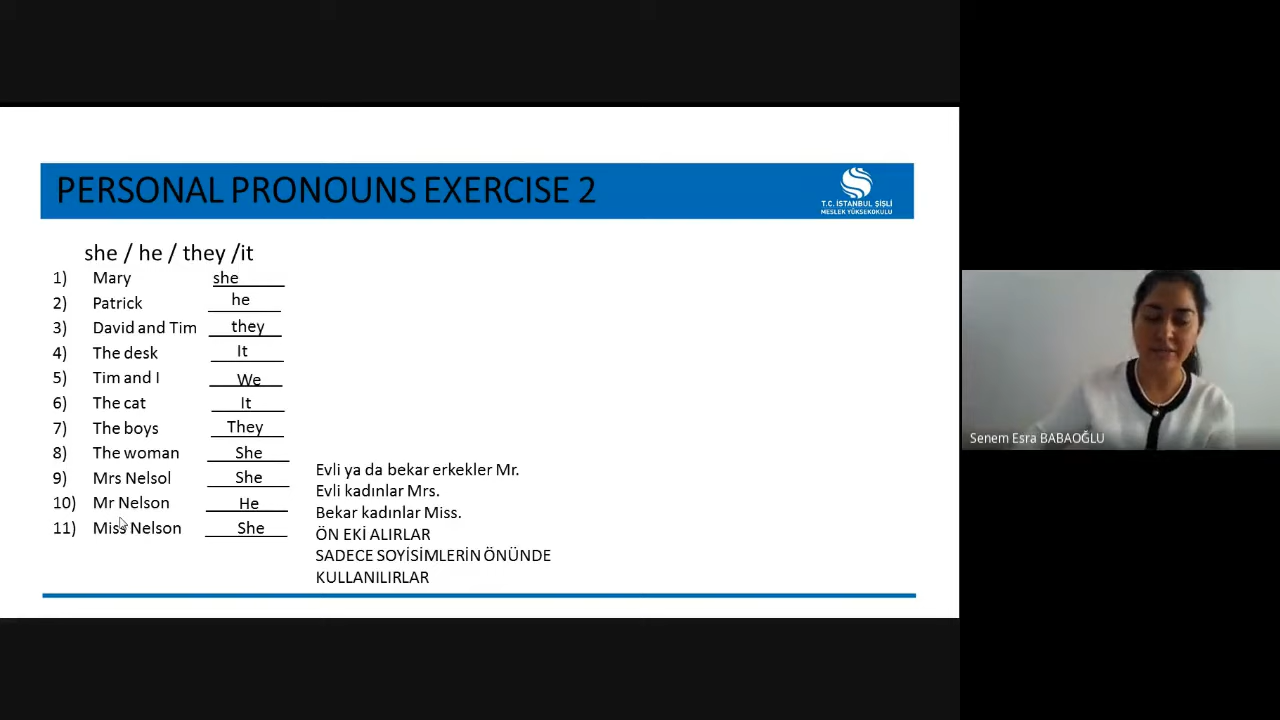 PERSONAL PRONOUNS EXERCISE 2
T.C. İSTANBUL ŞİŞLİ
MESLEK YÜKSEKOKULU
she / he / they /it
1) Mary she
2) Patrick he
3) David and Tim they
4) The desk It
5) Tim and I We
6) The cat It
7) The boys They
8) The woman She
9) Mrs Nelsol She
10) Mr Nelson He
11) Miss Nelson She
Evli ya da bekar erkekler Mr.
Evli kadınlar Mrs.
Bekar kadınlar Miss.
ÖN EKİ ALIRLAR
SADECE SOYİSİMLERİN ÖNÜNDE
KULLANILIRLAR
Senem Esra BABAOĞLU